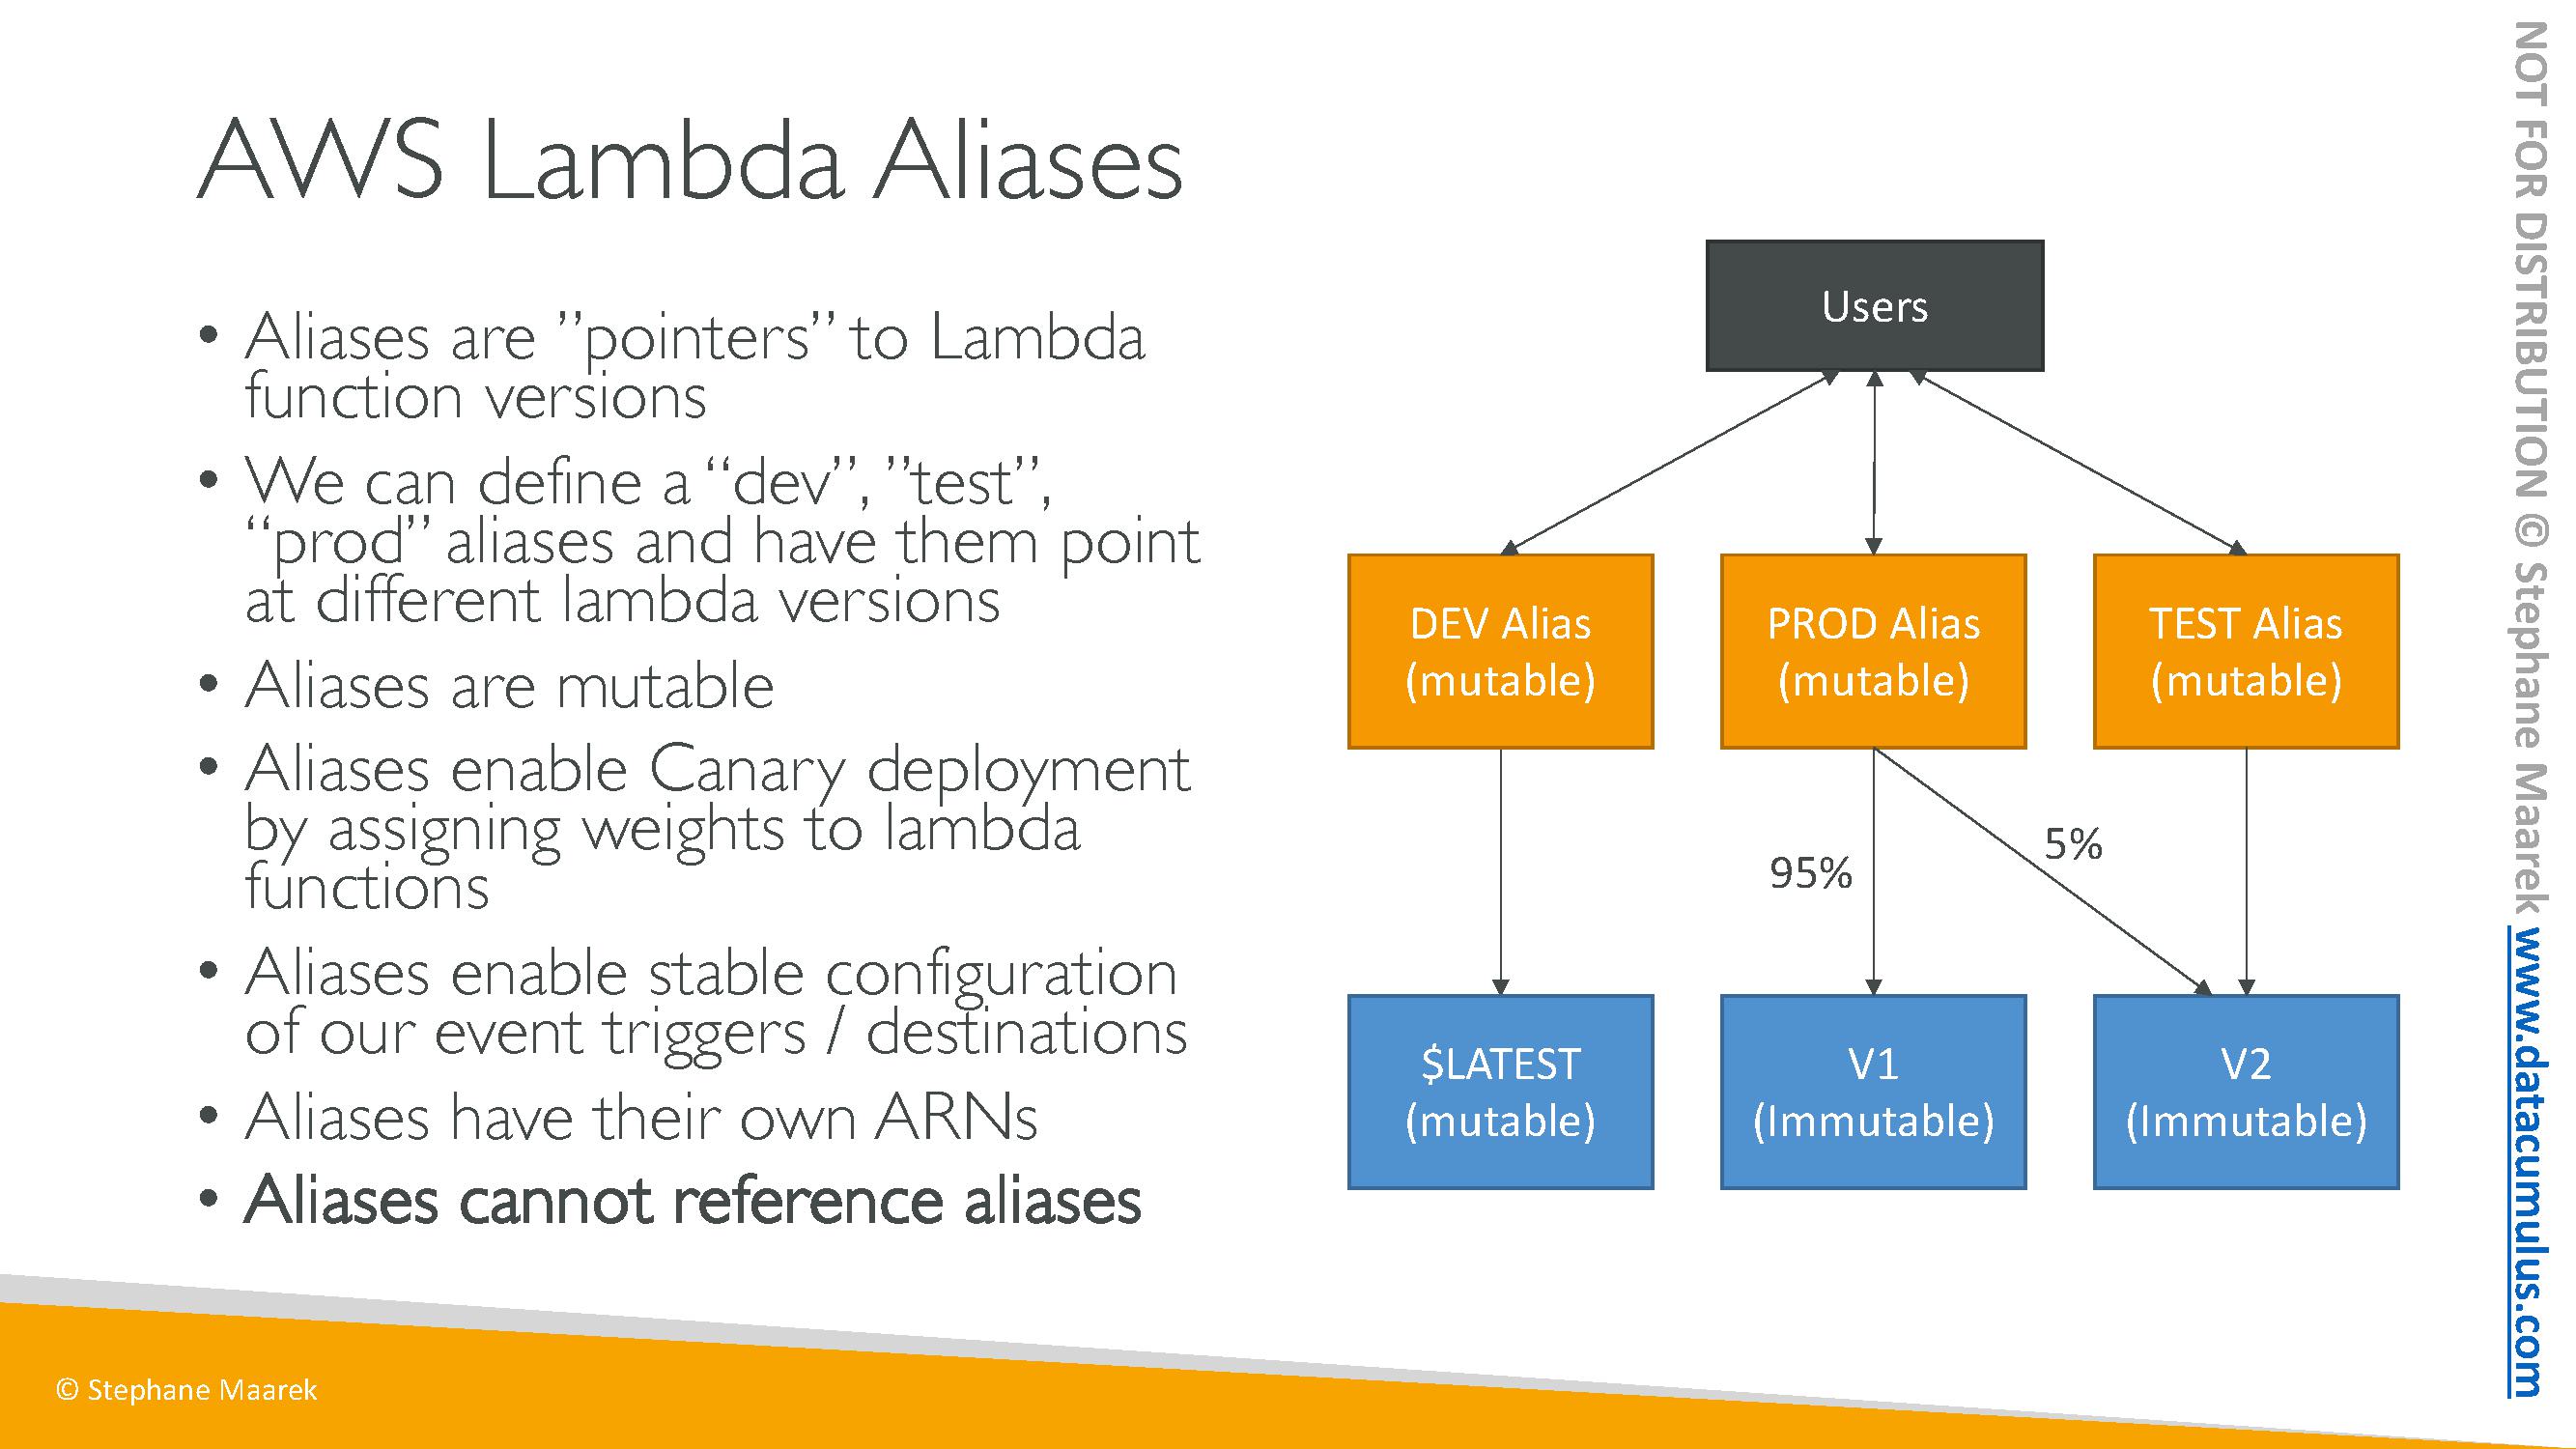 AWS Lambda Aliases
• Aliases are ”pointers” to Lambda
function versions
• We can define a “dev”, ”test”,
“prod” aliases and have them point
at different lambda versions
• Aliases are mutable
• Aliases enable Canary deployment
by assigning weights to lambda
functions
• Aliases enable stable configuration
of our event triggers / destinations
• Aliases have their own ARNs
• Aliases cannot reference aliases
Users
DEV Alias
(mutable)
PROD Alias
(mutable)
TEST Alias
(mutable)
95%
5%
$LATEST
(mutable)
V1
(Immutable)
V2
(Immutable)
© Stephane Maarek
NOT FOR DISTRIBUTION © Stephane Maarek www.datacumulus.com